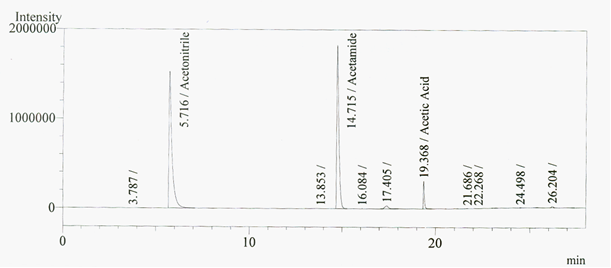 Intensity
2000000
1000000
0
3.787 /
5.716 / Acetonitrile
13.853 /
14.715 / Acetamide
16.084 /
17.405 /
19.368 / Acetic Acid
21.686 /
22.268 /
24.498 /
26.204 /
0
10
20
min